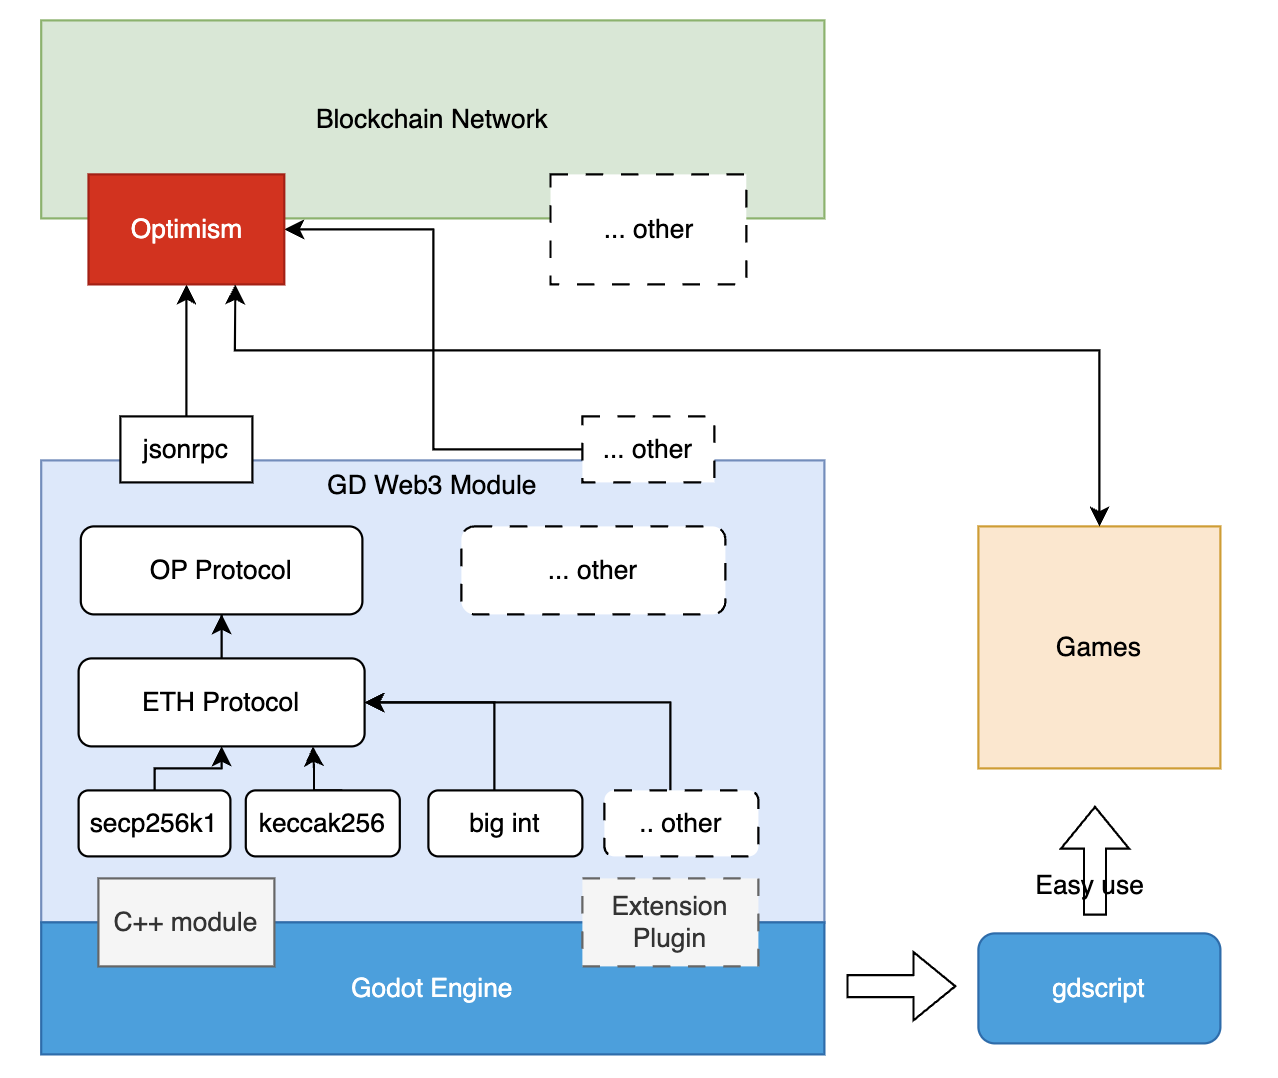 Blockchain Network
Optimism
... other
jsonrpc
... other
GD Web3 Module
OP Protocol
... other
ETH Protocol
Games
secp256k1
keccak256
big int
.. other
Easy use
C++ module
Extension
Plugin
Godot Engine
gdscript